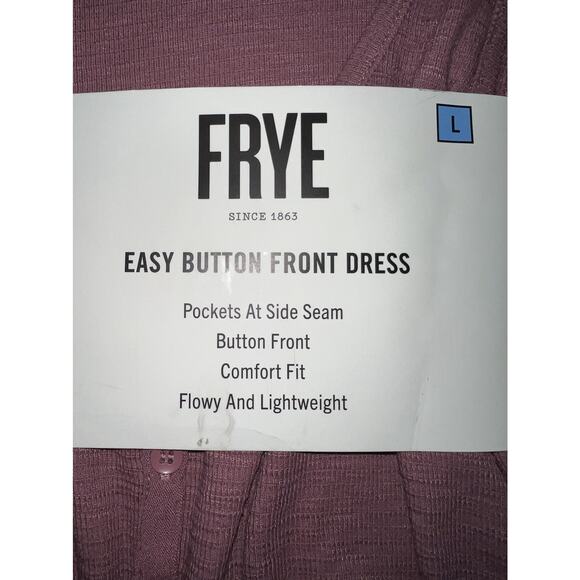 FRYE
L
SINCE 1863
EASY BUTTON FRONT DRESS
Pockets At Side Seam
Button Front
Comfort Fit
Flowy And Lightweight